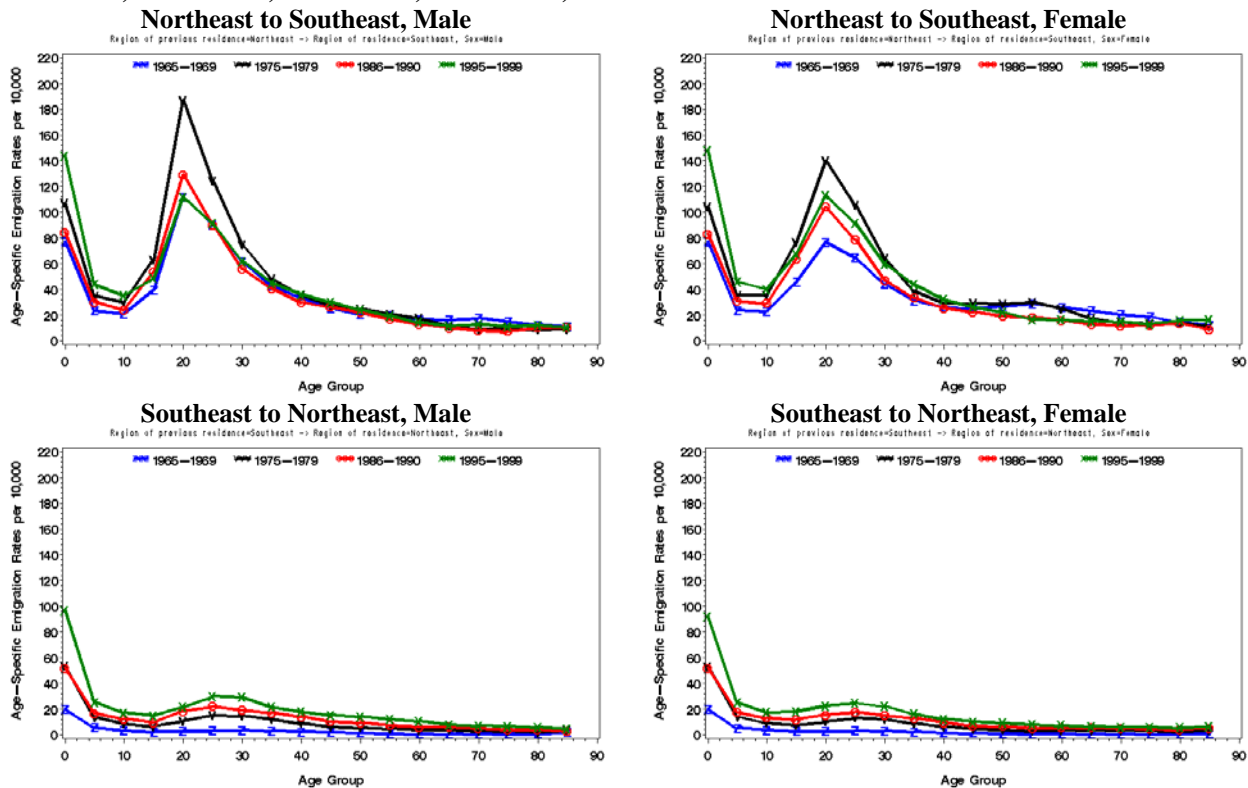 Northeast to Southeast, Male
Region of previous residence=Northeast -> Region of residence=Southeast, Sex=Male
1965–1969 1975–1979 1986–1990 1995–1999
Age–Specific Emigration Rates per 10,000
220
200
180
160
140
120
100
80
60
40
20
0
0 10 20 30 40 50 60 70 80 90
Age Group
Northeast to Southeast, Female
Region of previous residence=Northeast -> Region of residence=Southeast, Sex=Female
1965–1969 1975–1979 1986–1990 1995–1999
Age–Specific Emigration Rates per 10,000
220
200
180
160
140
120
100
80
60
40
20
0
0 10 20 30 40 50 60 70 80 90
Age Group
Southeast to Northeast, Male
Region of previous residence=Southeast -> Region of residence=Northeast, Sex=Male
1965–1969 1975–1979 1986–1990 1995–1999
Age–Specific Emigration Rates per 10,000
220
200
180
160
140
120
100
80
60
40
20
0
0 10 20 30 40 50 60 70 80 90
Age Group
Southeast to Northeast, Female
Region of previous residence=Southeast -> Region of residence=Northeast, Sex=Female
1965–1969 1975–1979 1986–1990 1995–1999
Age–Specific Emigration Rates per 10,000
220
200
180
160
140
120
100
80
60
40
20
0
0 10 20 30 40 50 60 70 80 90
Age Group